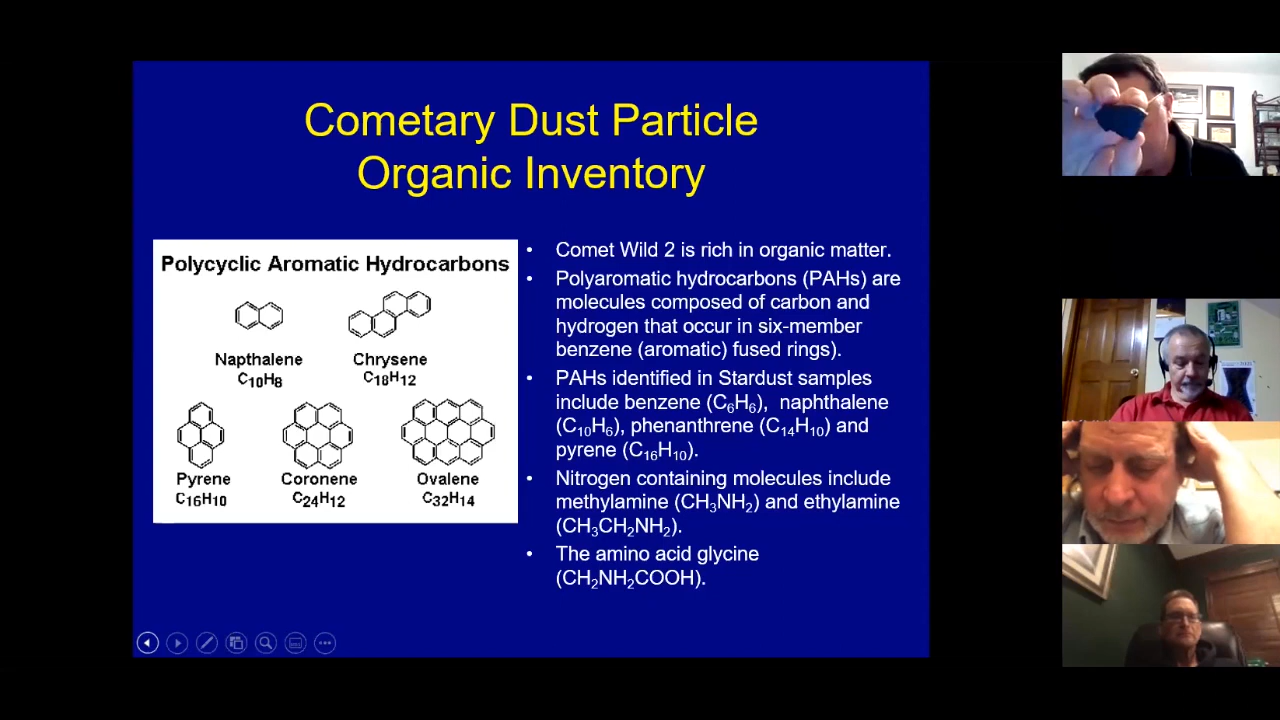 Cometary Dust Particle
Organic Inventory
Polycyclic Aromatic Hydrocarbons
Napthalene
C₁₀H₈
Chrysene
C₁₈H₁₂
Pyrene
C₁₆H₁₀
Coronene
C₂₄H₁₂
Ovalene
C₃₂H₁₄
• Comet Wild 2 is rich in organic matter.
• Polyaromatic hydrocarbons (PAHs) are
molecules composed of carbon and
hydrogen that occur in six-member
benzene (aromatic) fused rings).
• PAHs identified in Stardust samples
include benzene (C₆H₆), naphthalene
(C₁₀H₆), phenanthrene (C₁₄H₁₀) and
pyrene (C₁₆H₁₀).
• Nitrogen containing molecules include
methylamine (CH₃NH₂) and ethylamine
(CH₃CH₂NH₂).
• The amino acid glycine
(CH₂NH₂COOH).